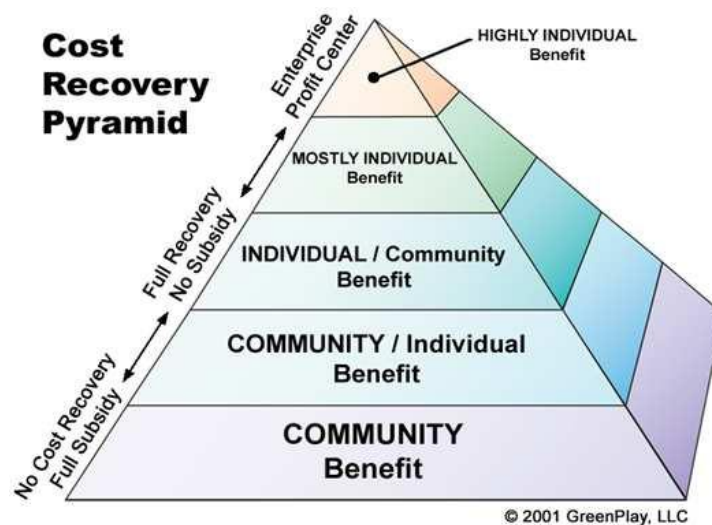 Cost
Recovery
Pyramid
Enterprise
Profit Center
HIGHLY INDIVIDUAL
Benefit
MOSTLY INDIVIDUAL
Benefit
Full Recovery
No Subsidy
INDIVIDUAL / Community
Benefit
COMMUNITY / Individual
Benefit
No Cost Recovery
Full Subsidy
COMMUNITY
Benefit
© 2001 GreenPlay, LLC